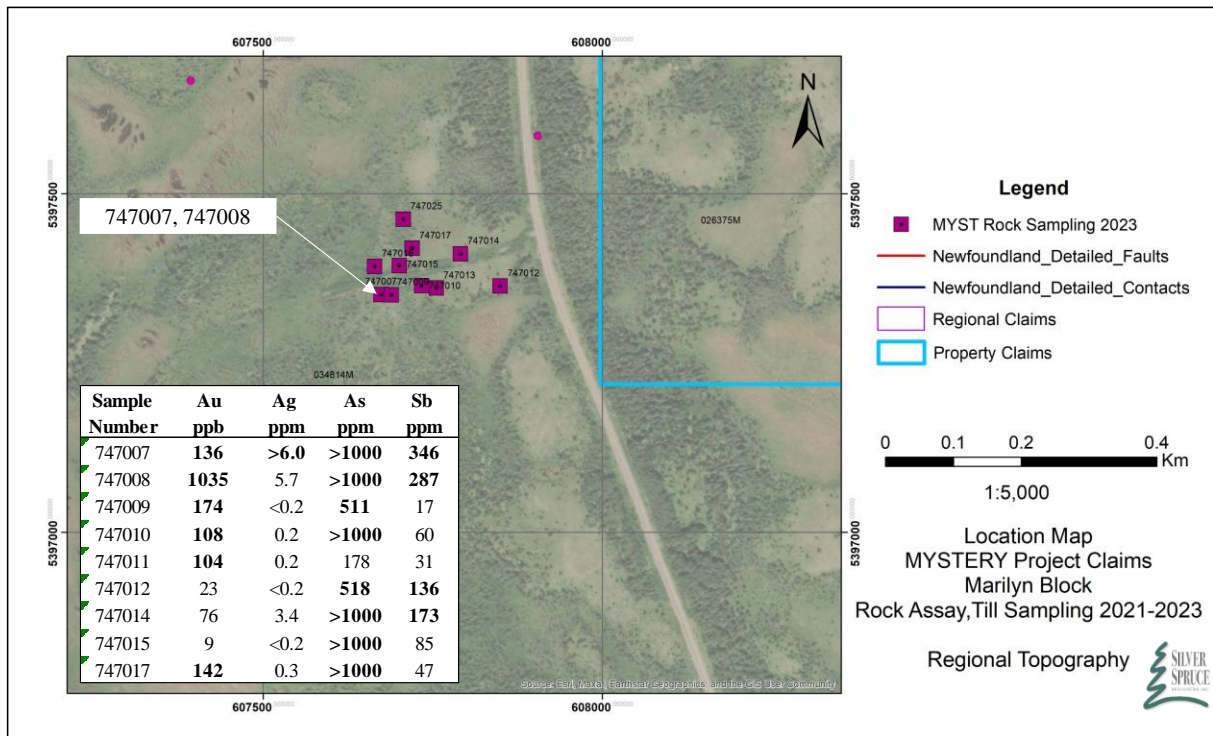 607500.000000
608000.000000
N
5397500
5397500
747007, 747008
747025
747017
747014
026375M
747015
747012
747013
747010
034814M
Sample Number Au ppb Ag ppm As ppm Sb ppm
747007 136 >6.0 >1000 346
747008 1035 5.7 >1000 287
747009 174 <0.2 511 17
747010 108 0.2 >1000 60
747011 104 0.2 178 31
747012 23 <0.2 518 136
747014 76 3.4 >1000 173
747015 9 <0.2 >1000 85
747017 142 0.3 >1000 47
5397000
5397000
Source: Esri, Maxar, Earthstar Geographics, and the GIS User Community
607500.000000
608000.000000
Legend
MYST Rock Sampling 2023
Newfoundland_Detailed_Faults
Newfoundland_Detailed_Contacts
Regional Claims
Property Claims
0 0.1 0.2 0.4
Km
1:5,000
Location Map
MYSTERY Project Claims
Marilyn Block
Rock Assay,Till Sampling 2021-2023
Regional Topography
SILVER
SPRUCE
RESOURCES INC